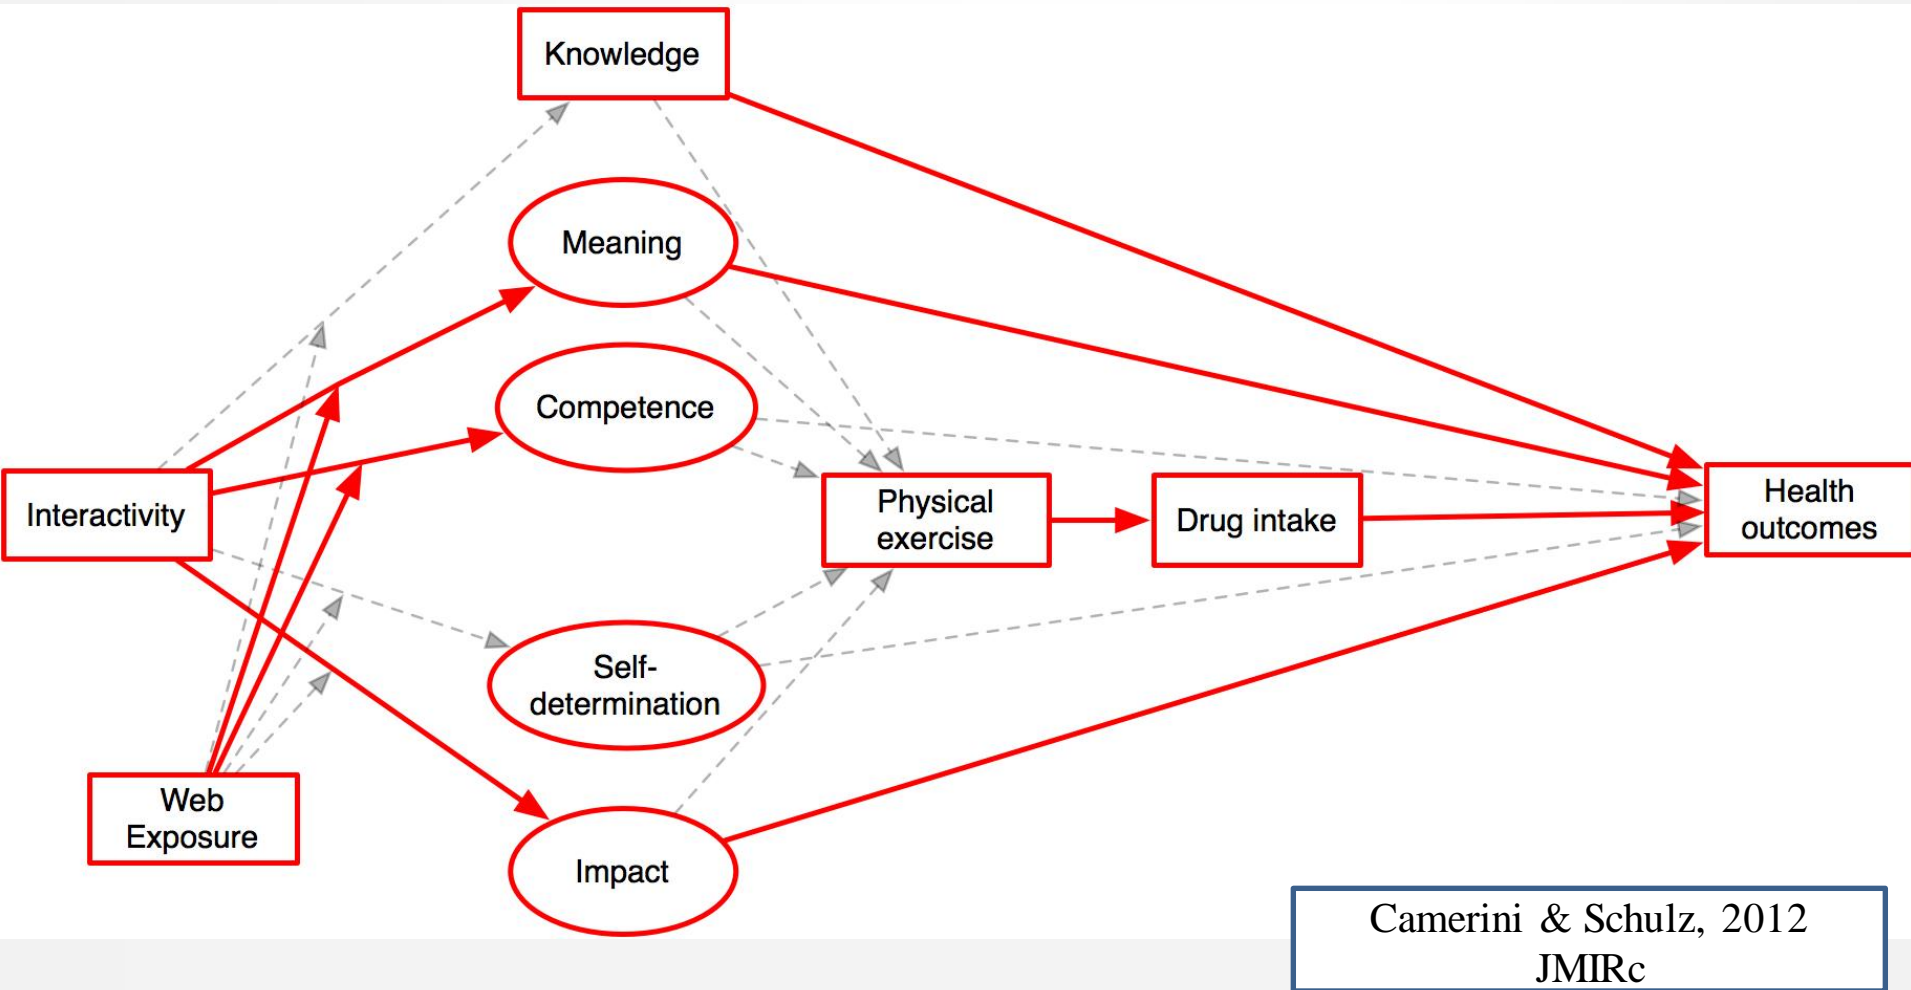 Knowledge
Meaning
Competence
Interactivity
Physical
exercise
Drug intake
Health
outcomes
Self-
determination
Web
Exposure
Impact
Camerini & Schulz, 2012
JMIRc